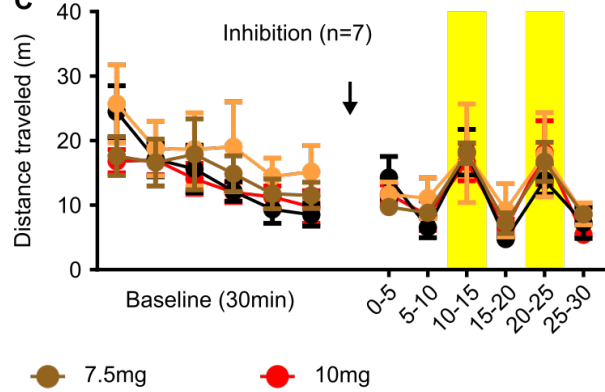 C
Inhibition (n=7)
Distance traveled (m)
40
30
20
10
0
Baseline (30min)
0-5
5-10
10-15
15-20
20-25
25-30
7.5mg
10mg